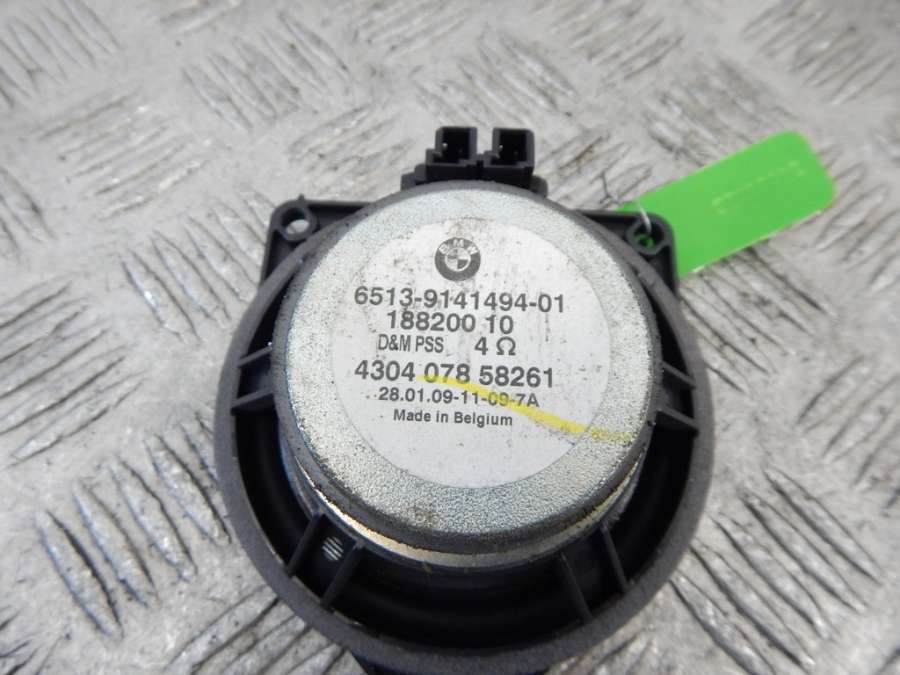 BMW
6513-9141494-01
188200 10
D&M PSS 4 Ω
4304 078 58261
28.01.09-11-09-7A
Made in Belgium